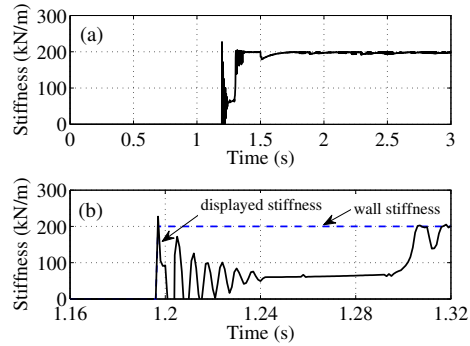 (a)
Stiffness (kN/m)
300
200
100
0
0 0.5 1 1.5 2 2.5 3
Time (s)
(b)
displayed stiffness
wall stiffness
Stiffness (kN/m)
300
200
100
0
1.16 1.2 1.24 1.28 1.32
Time (s)